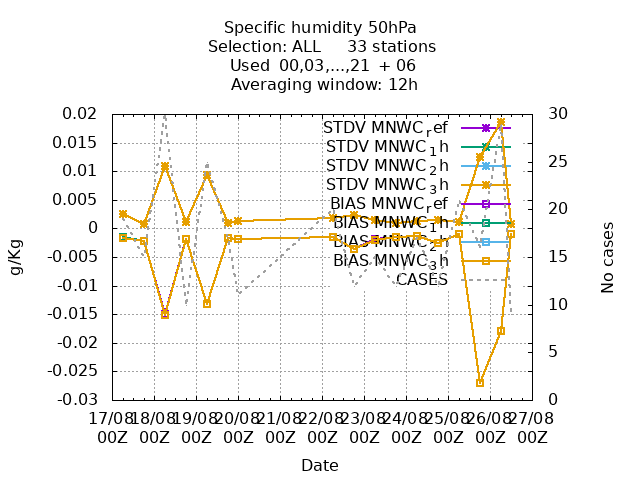 Specific humidity 50hPa
Selection: ALL 33 stations
Used 00,03,...,21 + 06
Averaging window: 12h
0.02
0.015
0.01
0.005
0
-0.005
-0.01
-0.015
-0.02
-0.025
-0.03
g/Kg
30
25
20
15
10
5
0
No cases
STDV MNWC_ref
STDV MNWC_1h
STDV MNWC_2h
STDV MNWC_3h
BIAS MNWC_ref
BIAS MNWC_1h
BIAS MNWC_2h
BIAS MNWC_3h
CASES
17/08 18/08 19/08 20/08 21/08 22/08 23/08 24/08 25/08 26/08 27/08
00Z 00Z 00Z 00Z 00Z 00Z 00Z 00Z 00Z 00Z 00Z
Date